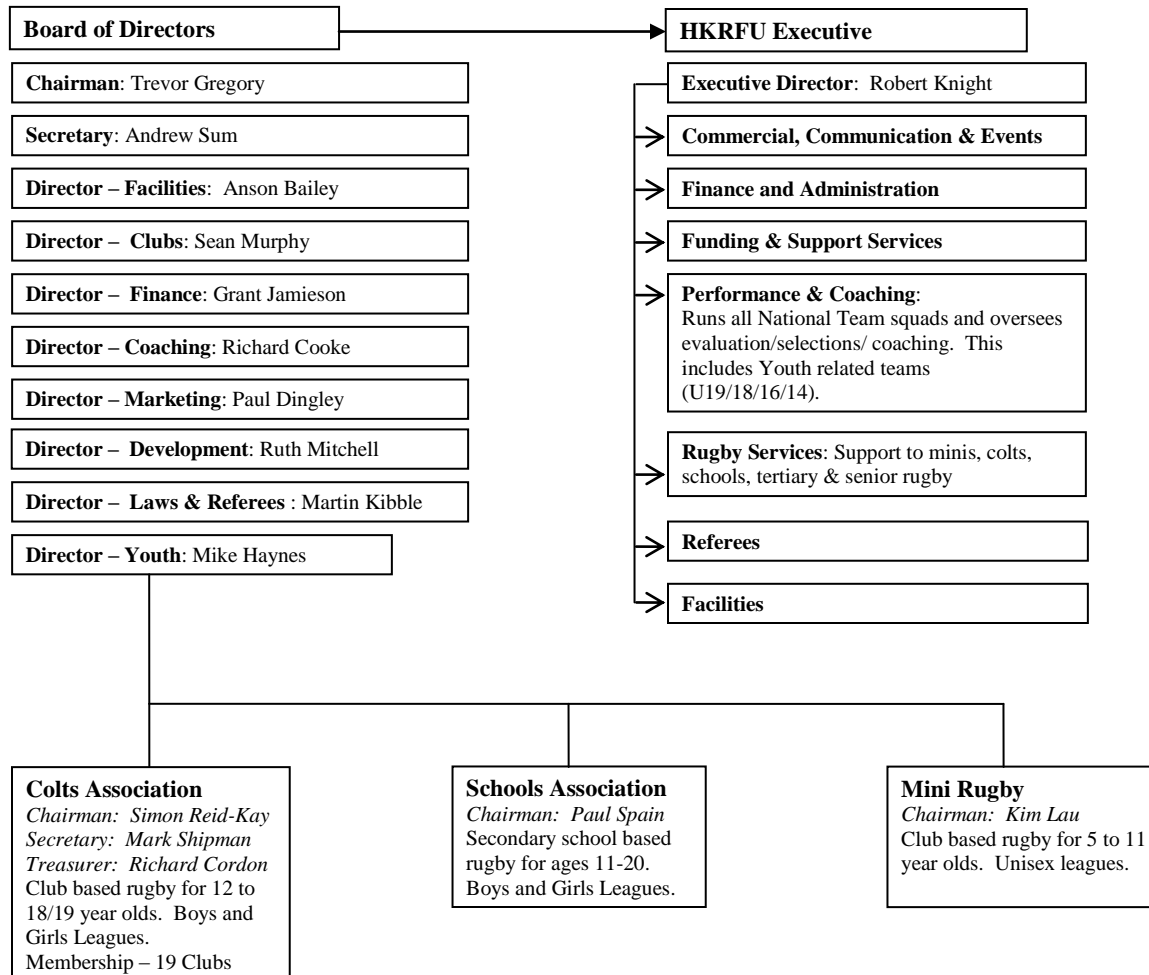 Board of Directors
Chairman: Trevor Gregory
Secretary: Andrew Sum
Director – Facilities: Anson Bailey
Director – Clubs: Sean Murphy
Director – Finance: Grant Jamieson
Director – Coaching: Richard Cooke
Director – Marketing: Paul Dingley
Director – Development: Ruth Mitchell
Director – Laws & Referees : Martin Kibble
Director – Youth: Mike Haynes
HKRFU Executive
Executive Director: Robert Knight
Commercial, Communication & Events
Finance and Administration
Funding & Support Services
Performance & Coaching:
Runs all National Team squads and oversees
evaluation/selections/ coaching. This
includes Youth related teams
(U19/18/16/14).
Rugby Services: Support to minis, colts,
schools, tertiary & senior rugby
Referees
Facilities
Colts Association
Chairman: Simon Reid-Kay
Secretary: Mark Shipman
Treasurer: Richard Cordon
Club based rugby for 12 to
18/19 year olds. Boys and
Girls Leagues.
Membership – 19 Clubs
Schools Association
Chairman: Paul Spain
Secondary school based
rugby for ages 11-20.
Boys and Girls Leagues.
Mini Rugby
Chairman: Kim Lau
Club based rugby for 5 to 11
year olds. Unisex leagues.